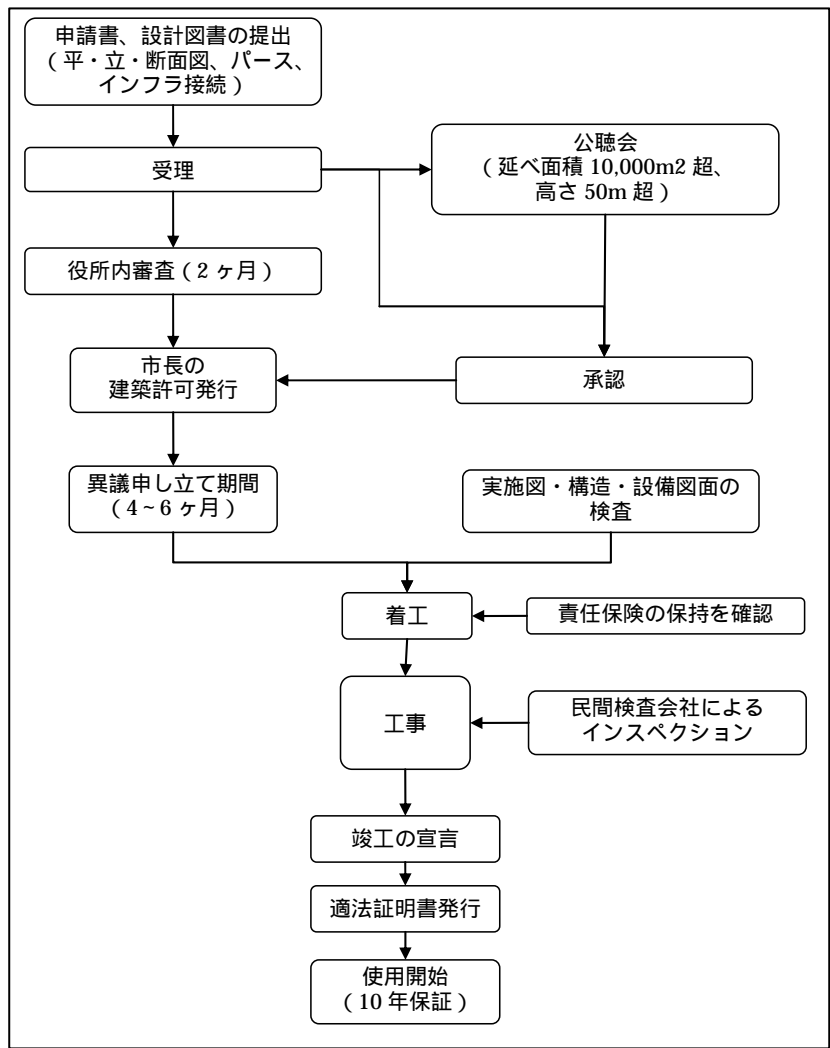 申請書、設計図書の提出
（平・立・断面図、パース、
インフラ接続）
受理
公聴会
（延べ面積 10,000m2 超、
高さ 50m 超）
役所内審査（2 ヶ月）
市長の
建築許可発行
承認
異議申し立て期間
（4~6 ヶ月）
実施図・構造・設備図面の
検査
着工
責任保険の保持を確認
工事
民間検査会社による
インスペクション
竣工の宣言
適法証明書発行
使用開始
（10 年保証）